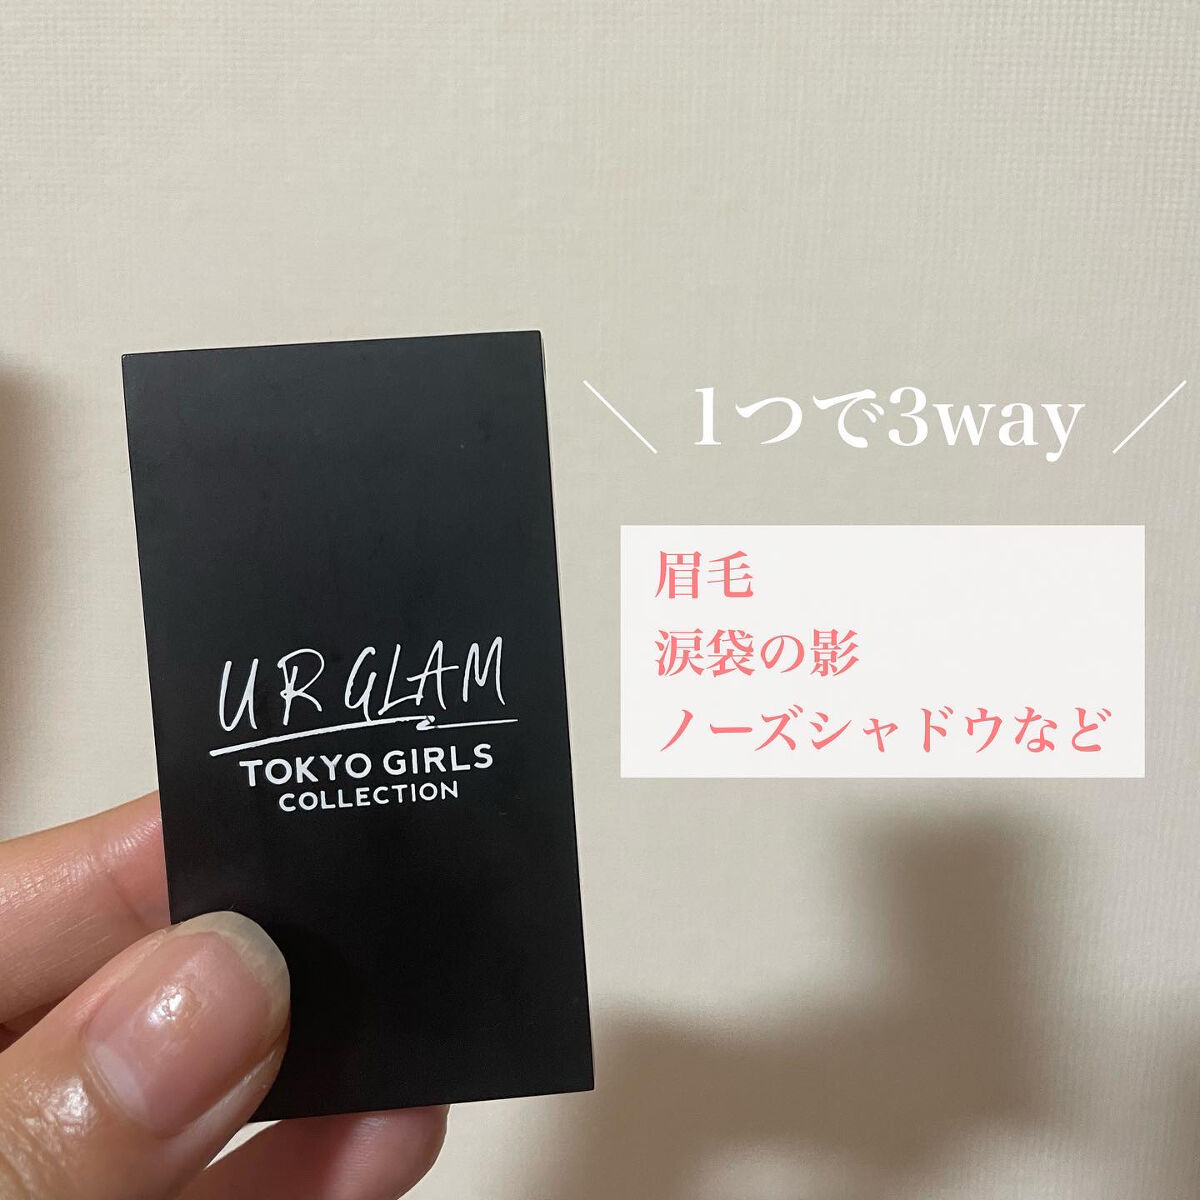 UR GLAM
TOKYO GIRLS
COLLECTION
\ 1つで3way /
眉毛
涙袋の影
ノーズシャドウなど